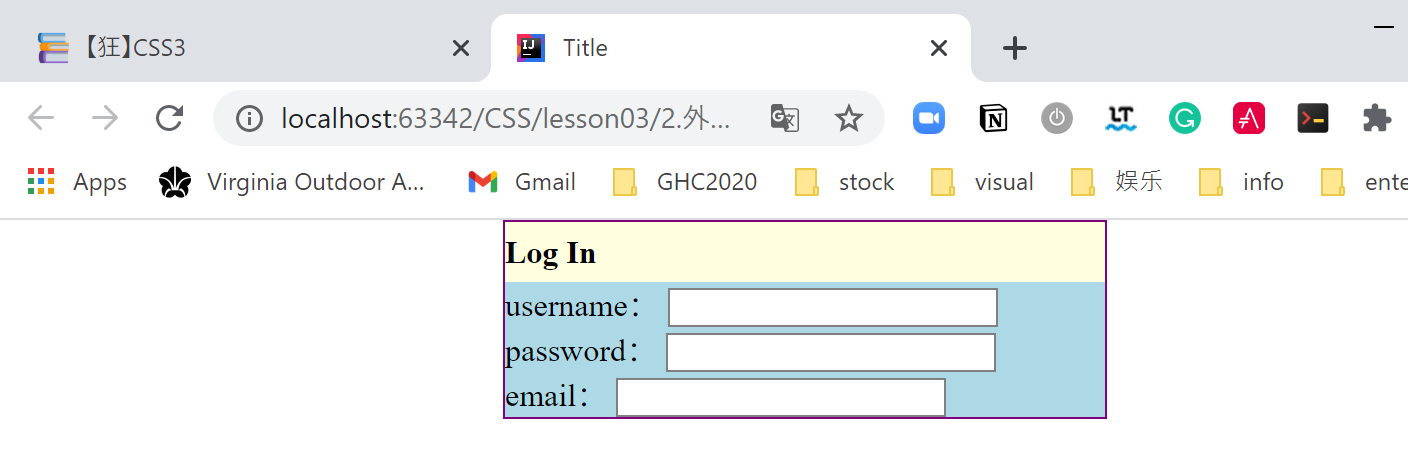 【狂】CSS3
Title
localhost:63342/CSS/lesson03/2.外...
Apps
Virginia Outdoor A...
Gmail
GHC2020
stock
visual
娱乐
info
ente
Log In
username：
password：
email：